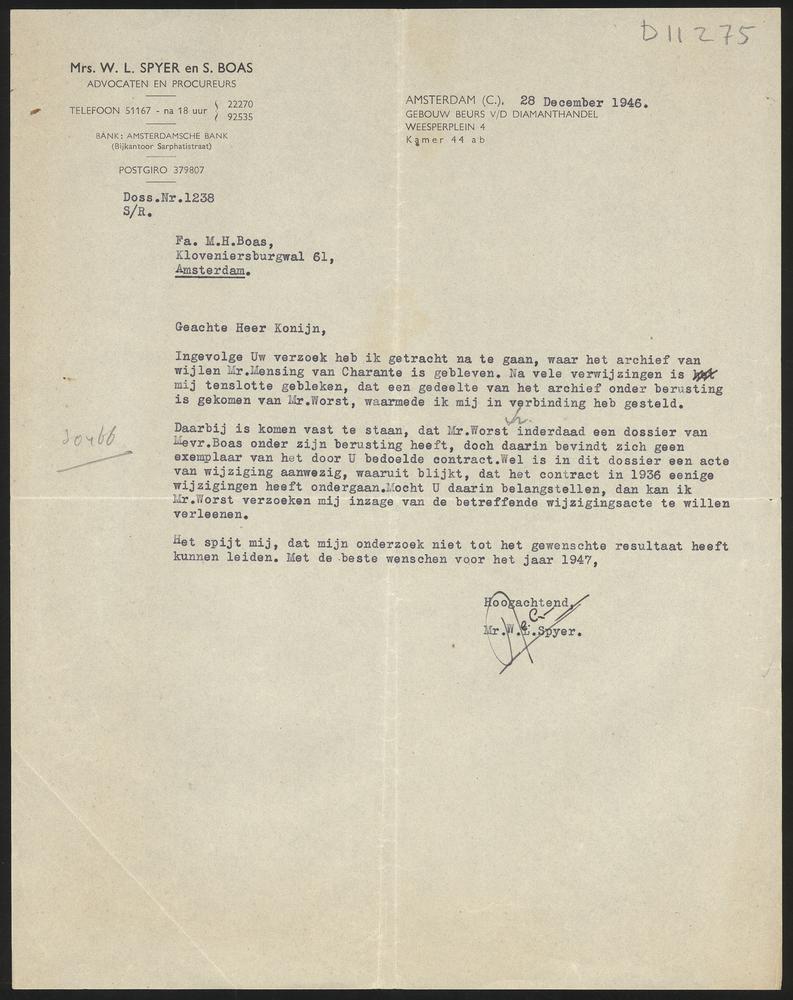 D11275
Mrs. W. L. SPYER en S. BOAS
ADVOCATEN EN PROCUREURS
TELEFOON 51167 - na 18 uur 22270
92535
BANK: AMSTERDAMSCHE BANK
(Bijkantoor Sarphatistraat)
POSTGIRO 379807
AMSTERDAM (C.), 28 December 1946.
GEBOUW BEURS V/D DIAMANTHANDEL
WEESPERPLEIN 4
Kamer 44 ab
Doss.Nr.1238
S/R.
Fa. M.H.Boas,
Kloveniersburgwal 61,
Amsterdam.
Geachte Heer Konijn,
Ingevolge Uw verzoek heb ik getracht na te gaan, waar het archief van
wijlen Mr.Mensing van Charante is gebleven. Na vele verwijzingen is
mij tenslotte gebleken, dat een gedeelte van het archief onder berusting
is gekomen van Mr.Worst, waarmede ik mij in verbinding heb gesteld.
Daarbij is komen vast te staan, dat Mr.Worst inderdaad een dossier van
Mevr.Boas onder zijn berusting heeft, doch daarin bevindt zich geen
exemplaar van het door U bedoelde contract.Wel is in dit dossier een acte
van wijziging aanwezig, waaruit blijkt, dat het contract in 1936 eenige
wijzigingen heeft ondergaan.Mocht U daarin belangstellen, dan kan ik
Mr.Worst verzoeken mij inzage van de betreffende wijzigingsacte te willen
verleenen.
Het spijt mij, dat mijn onderzoek niet tot het gewenschte resultaat heeft
kunnen leiden. Met de beste wenschen voor het jaar 1947,
Hoogachtend,
Mr.W.L.Spyer.